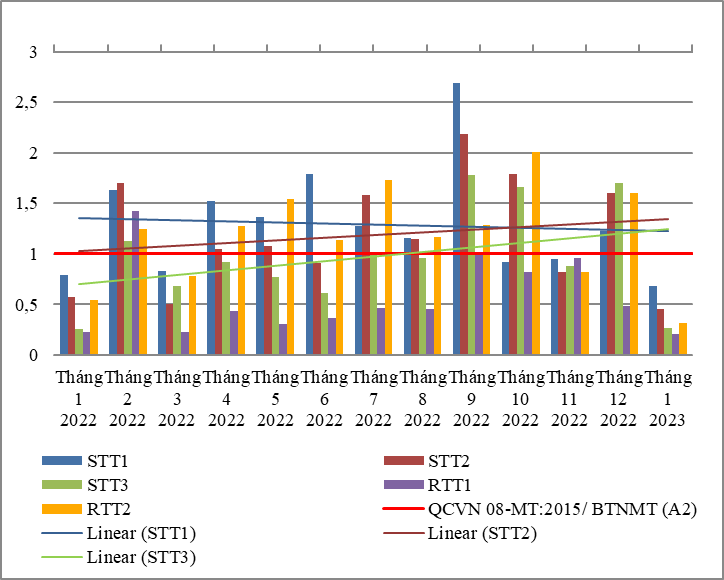 3
2,5
2
1,5
1
0,5
0
Tháng Tháng Tháng Tháng Tháng Tháng Tháng Tháng Tháng Tháng Tháng Tháng Tháng
1 2 3 4 5 6 7 8 9 10 11 12 1
2022 2022 2022 2022 2022 2022 2022 2022 2022 2022 2022 2022 2023
STT1 STT2
STT3 RTT1
RTT2 QCVN 08-MT:2015/ BTNMT (A2)
Linear (STT1) Linear (STT2)
Linear (STT3)